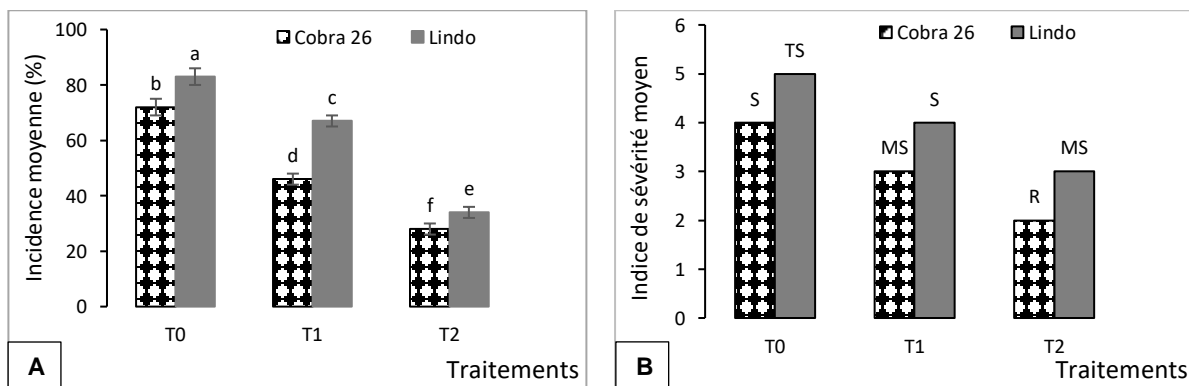 Incidence moyenne (%)
100
80
60
40
20
0
Cobra 26 Lindo
b a
d c
f e
T0 T1 T2
A
Traitements
Indice de sévérité moyen
6
5
4
3
2
1
0
Cobra 26 Lindo
S TS
MS S
R MS
T0 T1 T2
B
Traitements